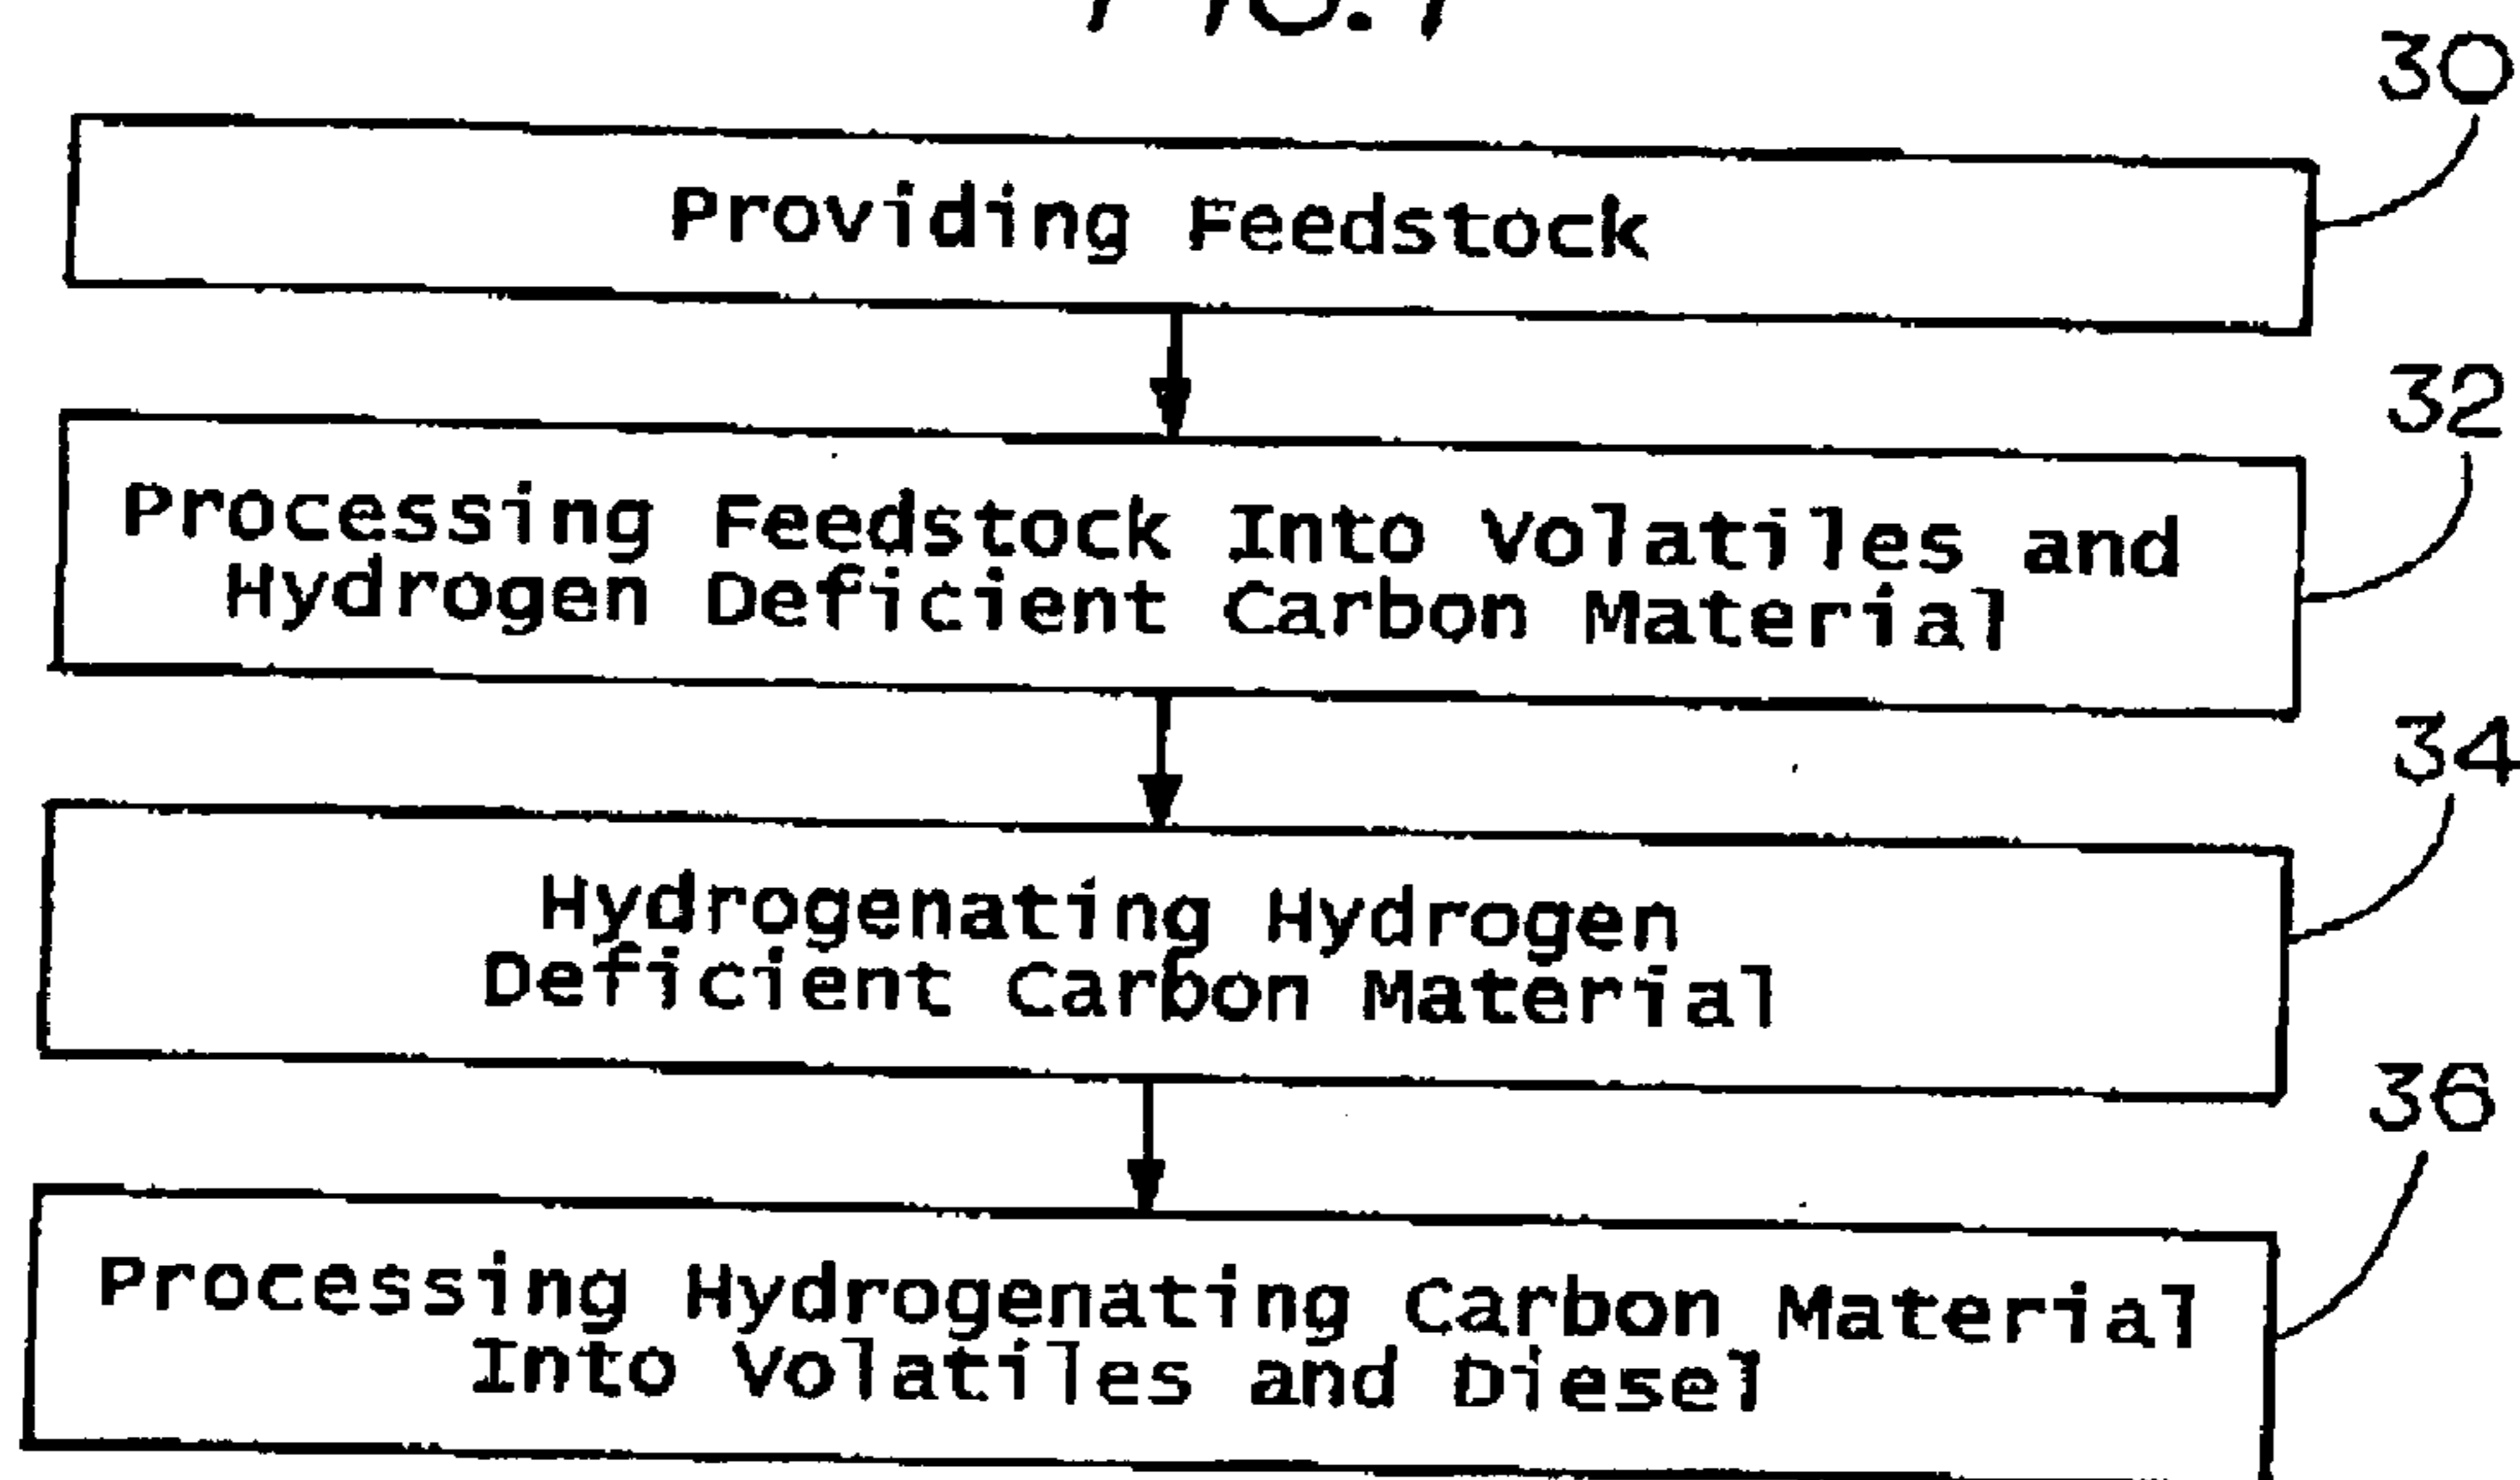 30
Providing Feedstock
32
Processing Feedstock Into Volatiles and
Hydrogen Deficient Carbon Material
34
Hydrogenating Hydrogen
Deficient Carbon Material
36
Processing Hydrogenating Carbon Material
Into Volatiles and Diesel